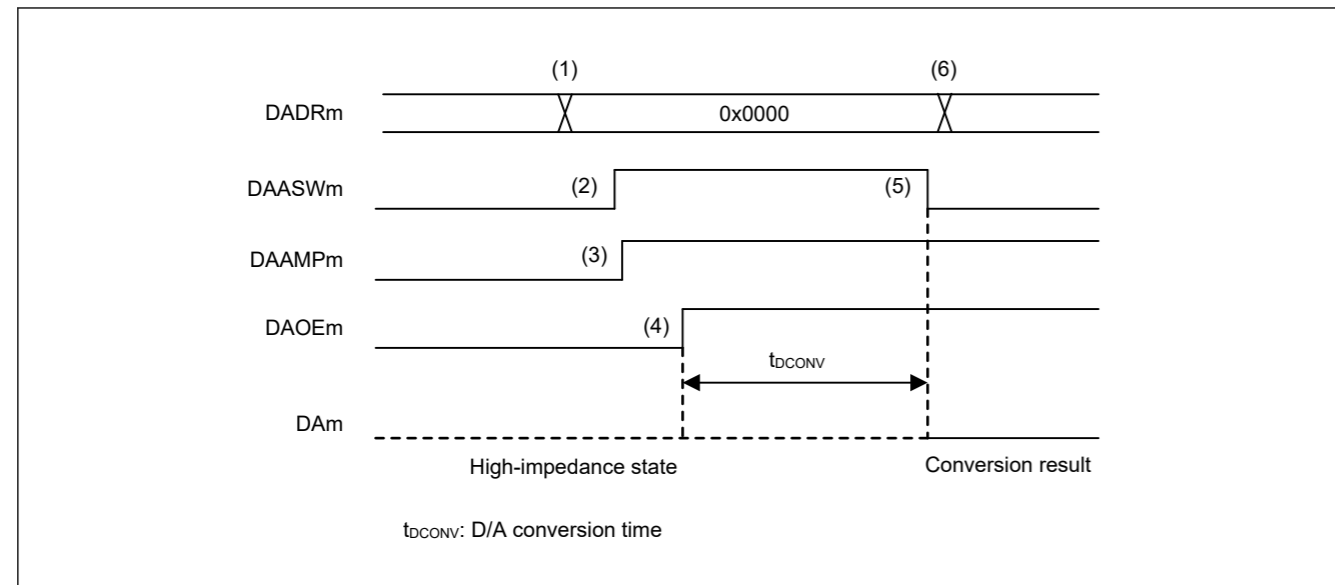 (1) (6)
DADRm 0x0000
DAASWm (2) (5)
DAAMPm (3)
DAOEm (4)
tDCONV
DAm
High-impedance state Conversion result
tDCONV: D/A conversion time